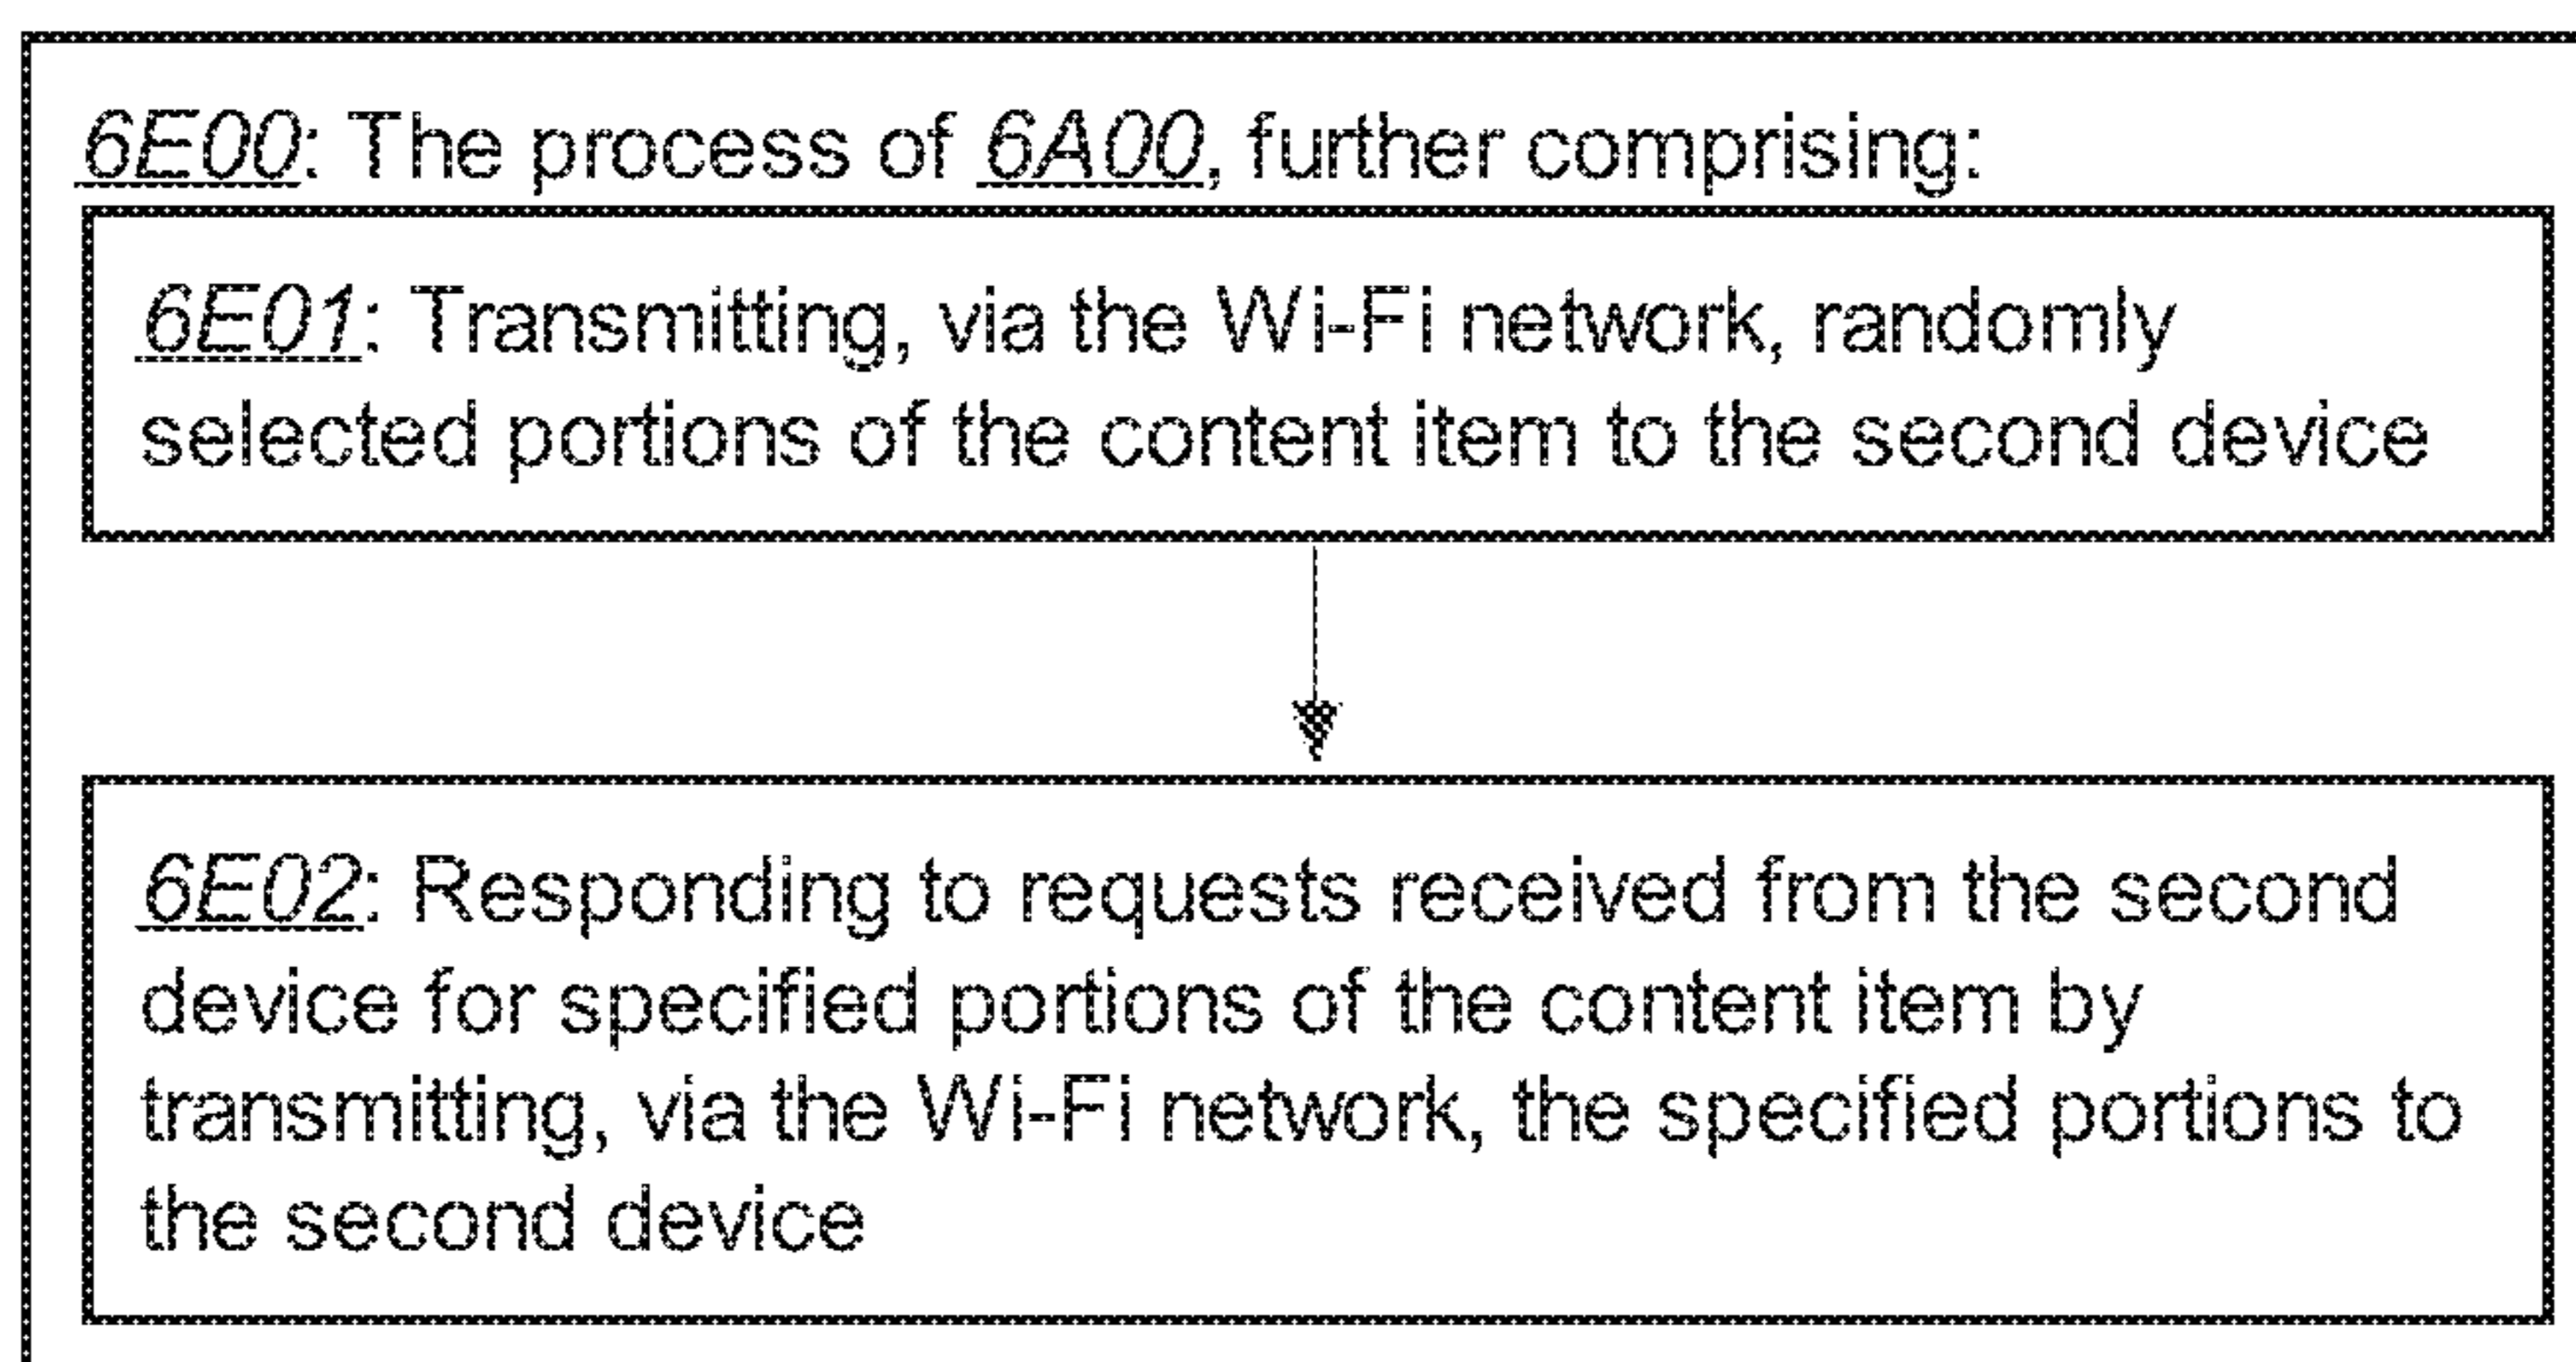 6E00: The process of 6A00, further comprising:
6E01: Transmitting, via the Wi-Fi network, randomly
selected portions of the content item to the second device
6E02: Responding to requests received from the second
device for specified portions of the content item by
transmitting, via the Wi-Fi network, the specified portions to
the second device